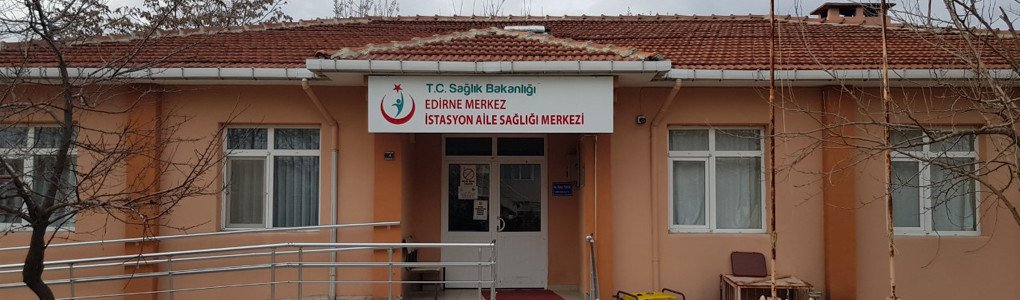 T.C. Sağlık Bakanlığı
EDİRNE MERKEZ
İSTASYON AİLE SAĞLIĞI MERKEZİ